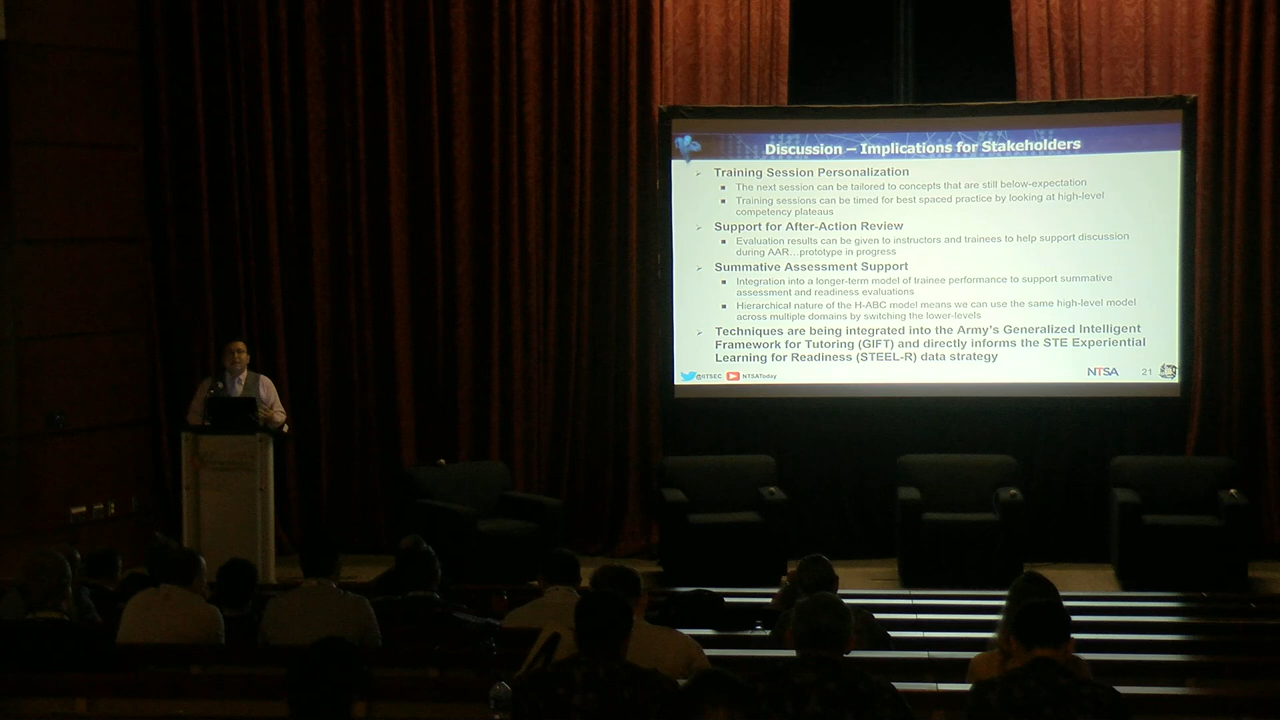 Discussion – Implications for Stakeholders
Training Session Personalization
The next session can be tailored to concepts that are still below-expectation
Training sessions can be timed for best spaced practice by looking at high-level
competency plateaus
Support for After-Action Review
Evaluation results can be given to instructors and trainees to help support discussion
during AAR...prototype in progress
Summative Assessment Support
Integration into a longer-term model of trainee performance to support summative
assessment and readiness evaluations
Hierarchical nature of the H-ABC model means we can use the same high-level model
across multiple domains by switching the lower-levels
Techniques are being integrated into the Army's Generalized Intelligent
Framework for Tutoring (GIFT) and directly informs the STE Experiential
Learning for Readiness (STEEL-R) data strategy
@IITSEC NTSAToday NTSA 21